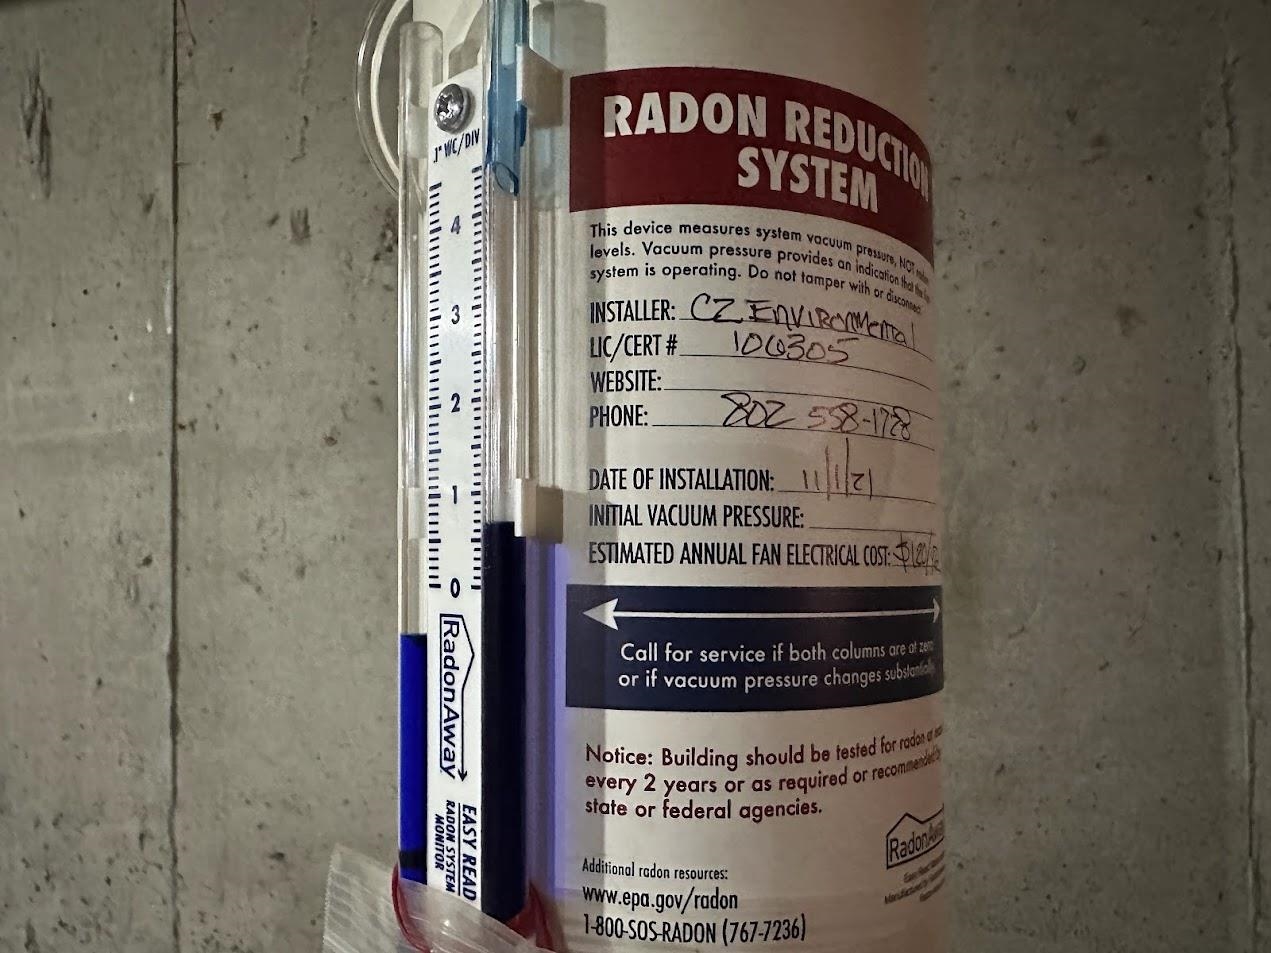 .1" WC/DIV
4
3
2
1
0
RadonAway
EASY READ
RADON SYSTEM
MONITOR
RADON REDUCTION
SYSTEM
This device measures system vacuum pressure, NOT
levels. Vacuum pressure provides an indication that the
system is operating. Do not tamper with or disconnect
INSTALLER: CZ Environmental
LIC/CERT # 106305
WEBSITE:
PHONE: 802 558-1728
DATE OF INSTALLATION: 11/1/21
INITIAL VACUUM PRESSURE:
ESTIMATED ANNUAL FAN ELECTRICAL COST:
Call for service if both columns are at zero
or if vacuum pressure changes substantially.
Notice: Building should be tested for radon at
every 2 years or as required or recommended
state or federal agencies.
RadonAway
Additional radon resources:
www.epa.gov/radon
1-800-SOS-RADON (767-7236)